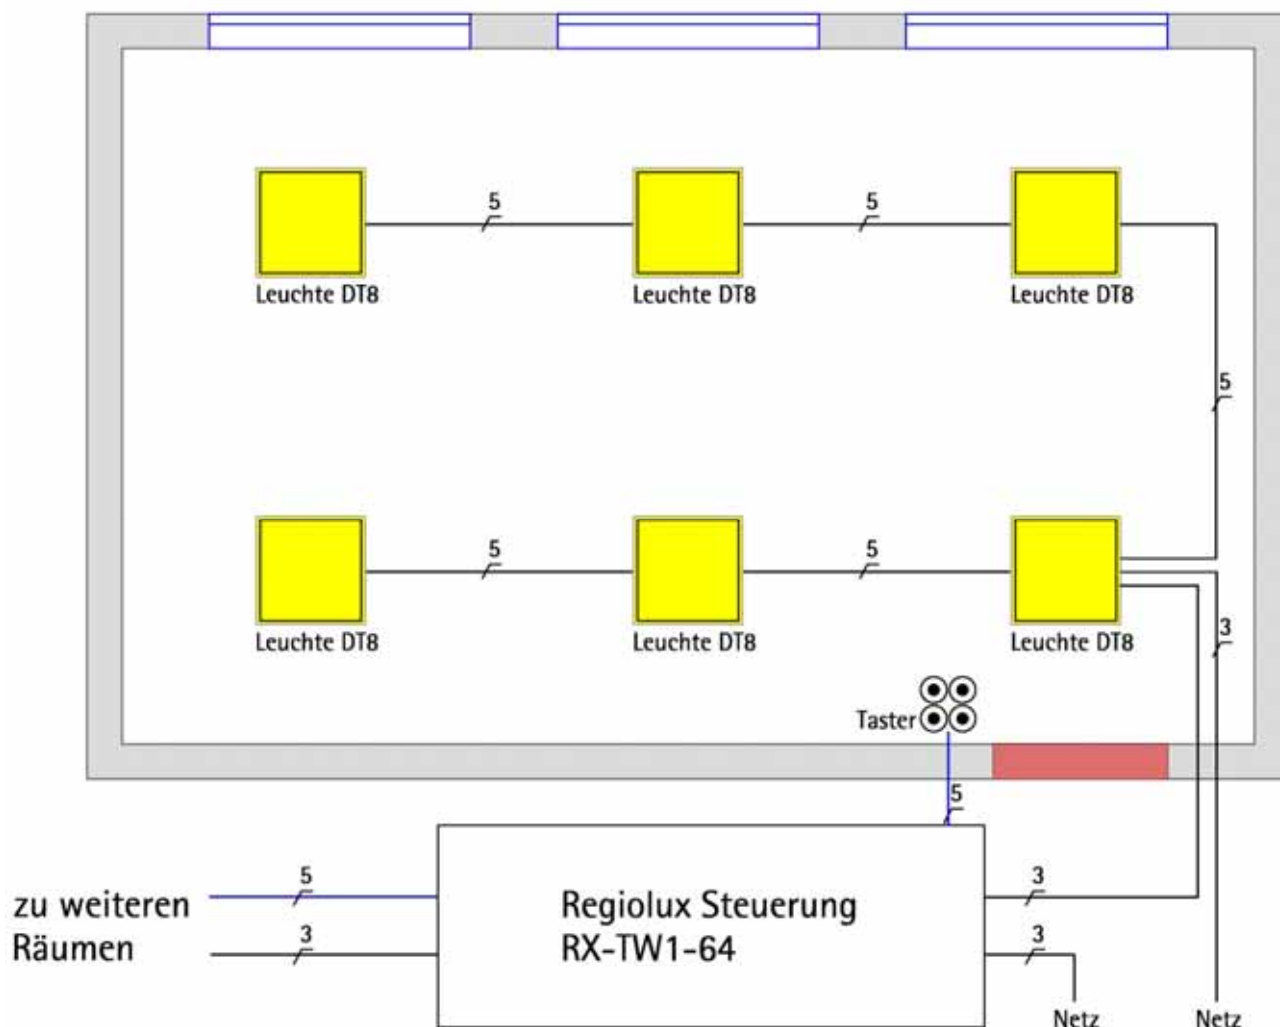 5
5
Leuchte DT8
Leuchte DT8
Leuchte DT8
5
5
5
Leuchte DT8
Leuchte DT8
Leuchte DT8
3
Taster
5
zu weiteren
Räumen
5
3
Regiolux Steuerung
RX-TW1-64
3
3
Netz
Netz